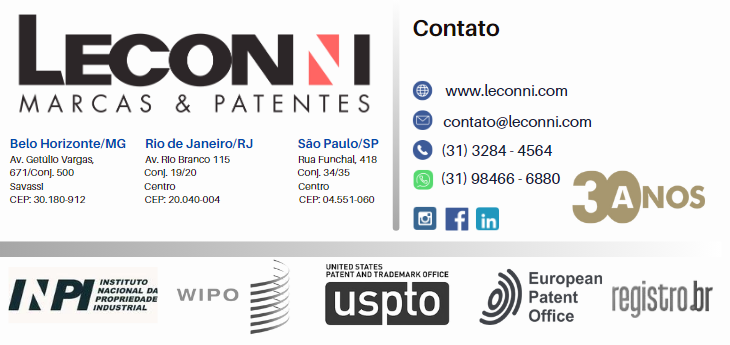 LECONNI
MARCAS & PATENTES
Belo Horizonte/MG
Av. Getúlio Vargas,
671/Conj. 500
Savassi
CEP: 30.180-912
Rio de Janeiro/RJ
Av. Rio Branco 115
Conj. 19/20
Centro
CEP: 20.040-004
São Paulo/SP
Rua Funchal, 418
Conj. 34/35
Centro
CEP: 04.551-060
Contato
www.leconni.com
contato@leconni.com
(31) 3284 - 4564
(31) 98466 - 6880
30 ANOS
INPI
INSTITUTO
NACIONAL DA
PROPRIEDADE
INDUSTRIAL
WIPO
UNITED STATES
PATENT AND TRADEMARK OFFICE
uspto
European
Patent
Office
registro.br